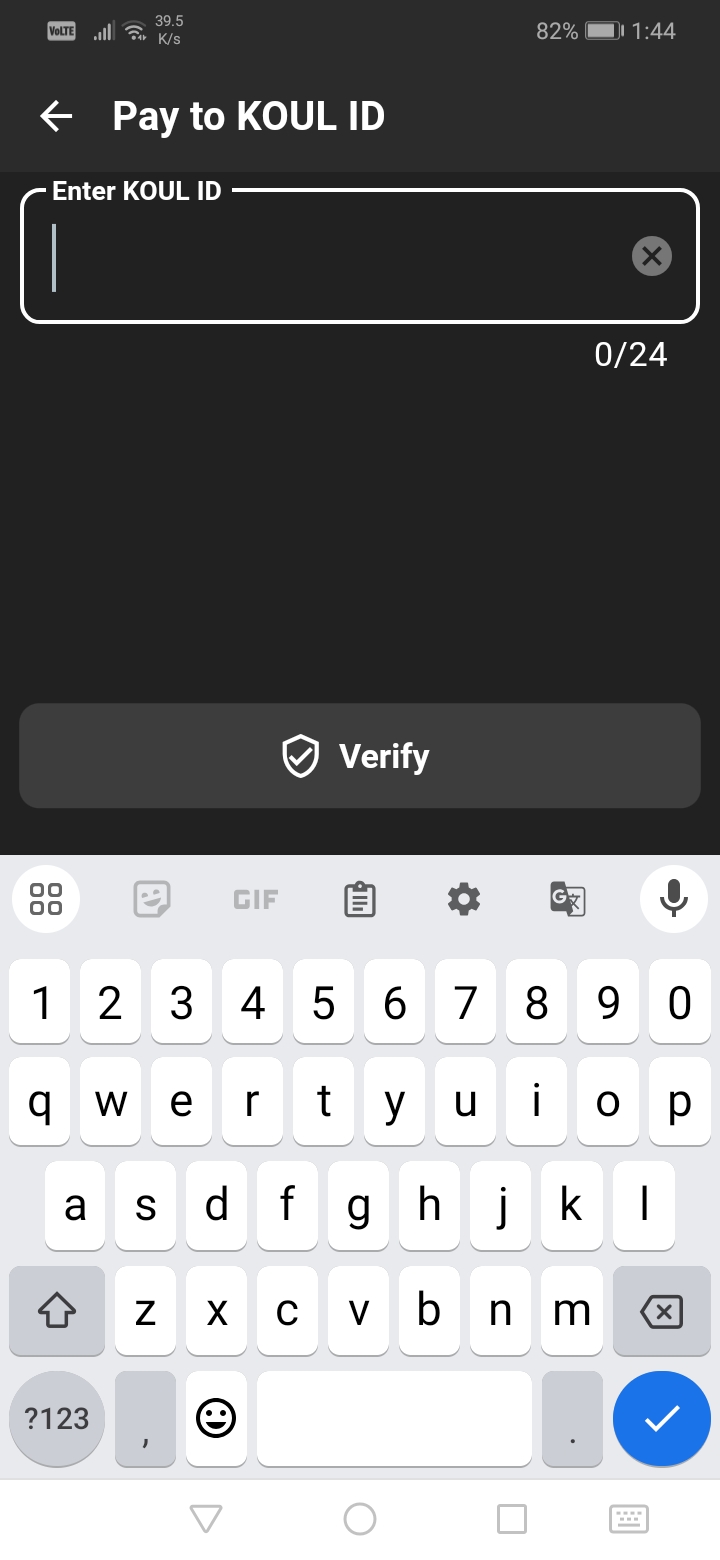 VoLTE 39.5 K/s 82% 1:44
Pay to KOUL ID
Enter KOUL ID
0/24
Verify
GIF G
1 2 3 4 5 6 7 8 9 0
q w e r t y u i o p
a s d f g h j k l
z x c v b n m
?123 , .